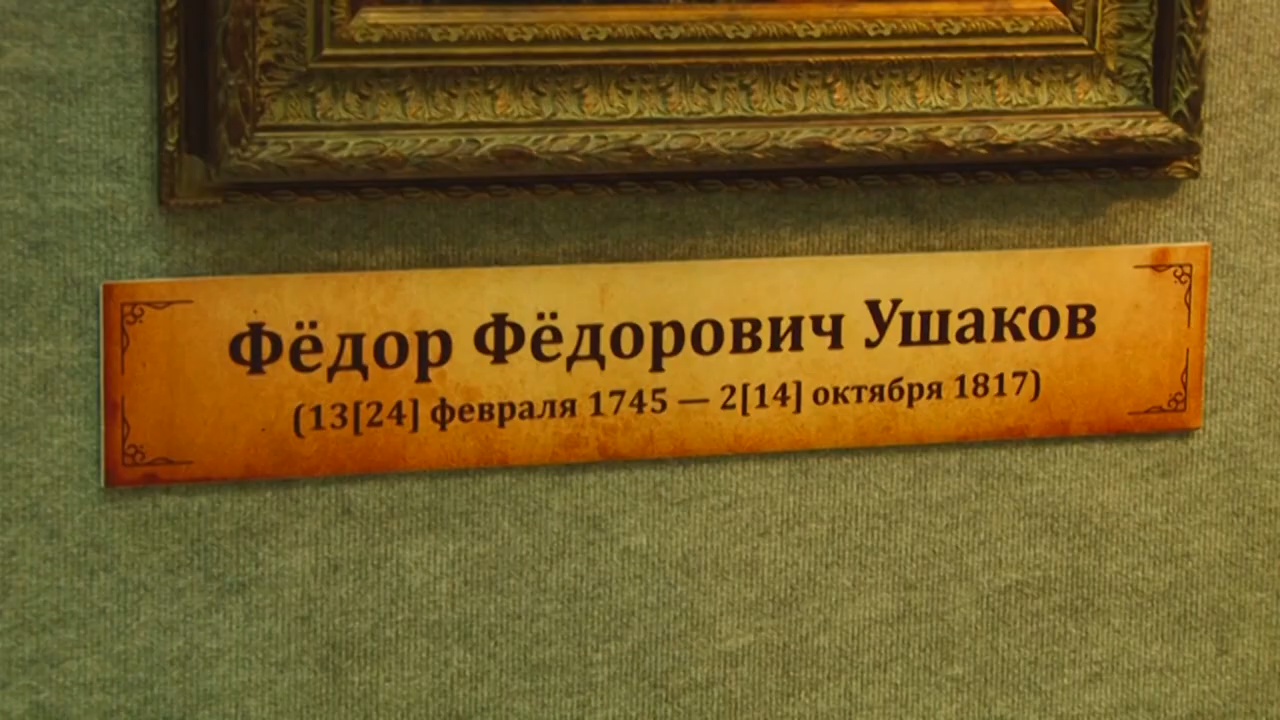 Фёдор Фёдорович Ушаков
(13[24] февраля 1745 — 2[14] октября 1817)